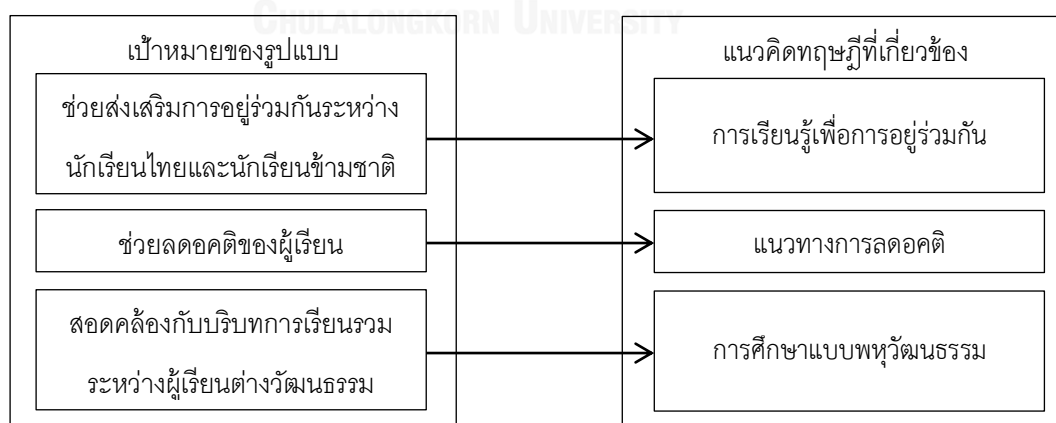 CHULALONGKORN UNIVERSITY
เป้าหมายของรูปแบบ
ช่วยส่งเสริมการอยู่ร่วมกันระหว่าง
นักเรียนไทยและนักเรียนข้ามชาติ
ช่วยลดอคติของผู้เรียน
สอดคล้องกับบริบทการเรียนรวม
ระหว่างผู้เรียนต่างวัฒนธรรม
แนวคิดทฤษฎีที่เกี่ยวข้อง
การเรียนรู้เพื่อการอยู่ร่วมกัน
แนวทางการลดอคติ
การศึกษาแบบพหุวัฒนธรรม